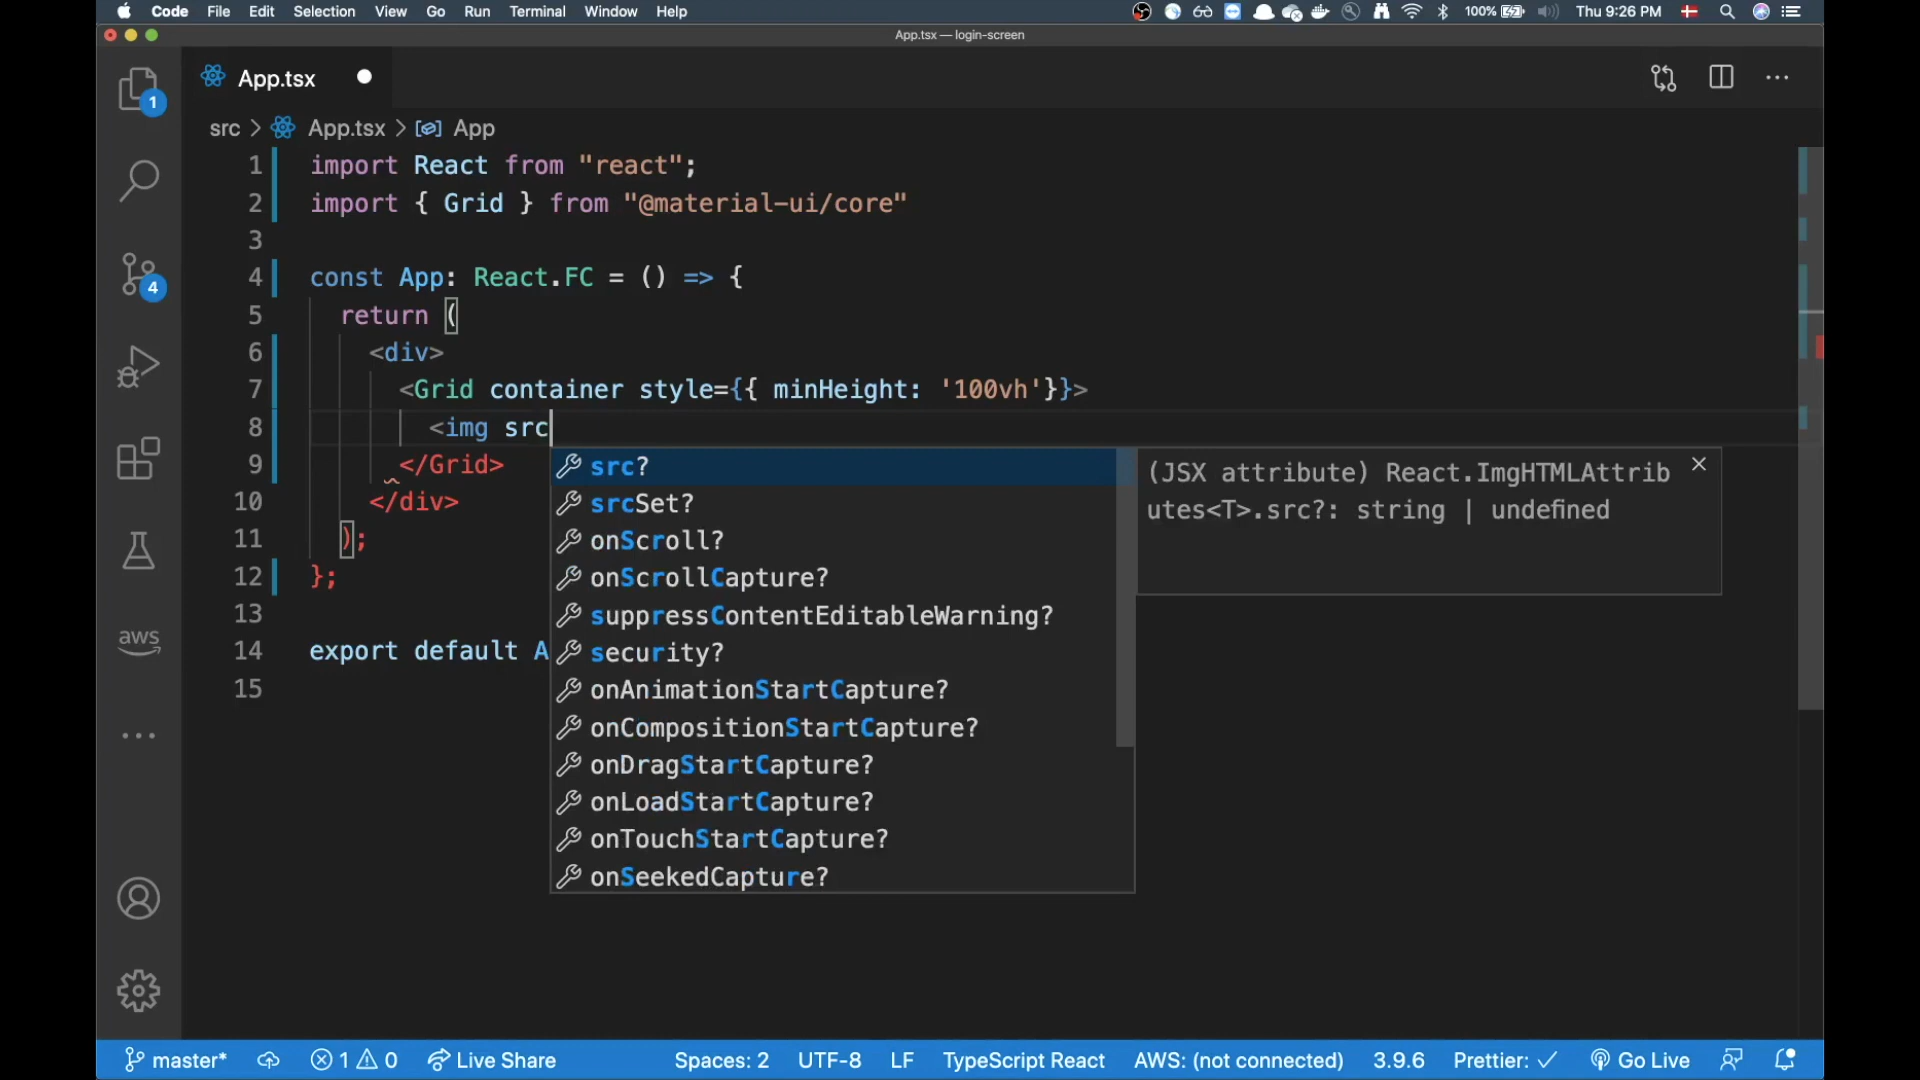 Code File Edit Selection View Go Run Terminal Window Help 100% Thu 9:26 PM
App.tsx — login-screen
App.tsx
1
src > App.tsx > App
1 import React from "react";
2 import { Grid } from "@material-ui/core"
3
4 const App: React.FC = () => {
4
5 return (
6 <div>
7 <Grid container style={{ minHeight: '100vh'}}>
8 <img src
9 </Grid>
10 </div>
11 );
12 };
13
14 export default A
15
src?
srcSet?
onScroll?
onScrollCapture?
suppressContentEditableWarning?
security?
onAnimationStartCapture?
onCompositionStartCapture?
onDragStartCapture?
onLoadStartCapture?
onTouchStartCapture?
onSeekedCapture?
(JSX attribute) React.ImgHTMLAttrib
utes<T>.src?: string | undefined
aws
master* 1 0 Live Share Spaces: 2 UTF-8 LF TypeScript React AWS: (not connected) 3.9.6 Prettier: ✓ Go Live